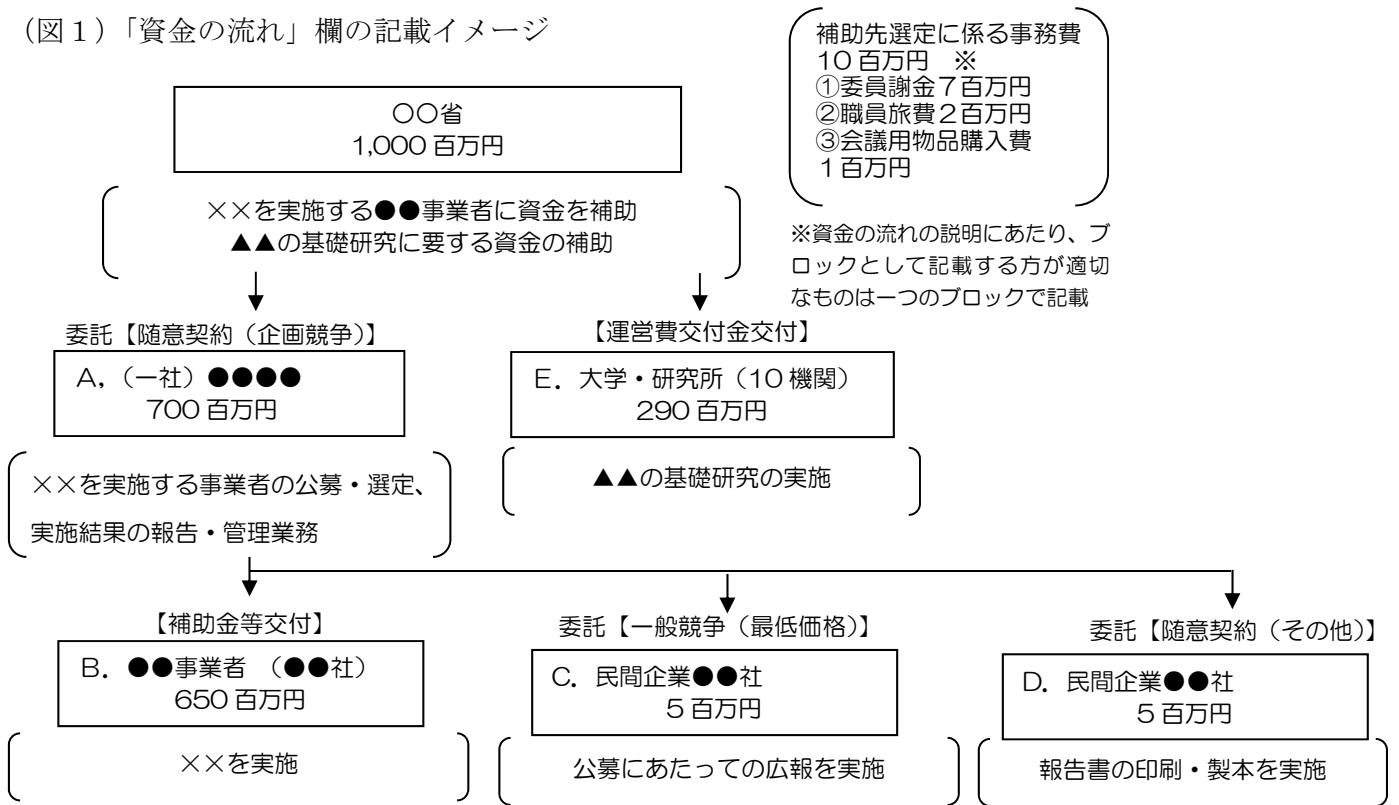 （図１）「資金の流れ」欄の記載イメージ
補助先選定に係る事務費
10百万円　※
①委員謝金７百万円
②職員旅費２百万円
③会議用物品購入費
１百万円
〇〇省
1,000百万円
××を実施する●●事業者に資金を補助
▲▲の基礎研究に要する資金の補助
※資金の流れの説明にあたり、ブ
ロックとして記載する方が適切
なものは一つのブロックで記載
委託【随意契約（企画競争）】
A，（一社）●●●●
700百万円
【運営費交付金交付】
E．大学・研究所（10機関）
290百万円
××を実施する事業者の公募・選定、
実施結果の報告・管理業務
▲▲の基礎研究の実施
【補助金等交付】
B．●●事業者　（●●社）
650百万円
××を実施
委託【一般競争（最低価格）】
C．民間企業●●社
５百万円
公募にあたっての広報を実施
委託【随意契約（その他）】
D．民間企業●●社
５百万円
報告書の印刷・製本を実施